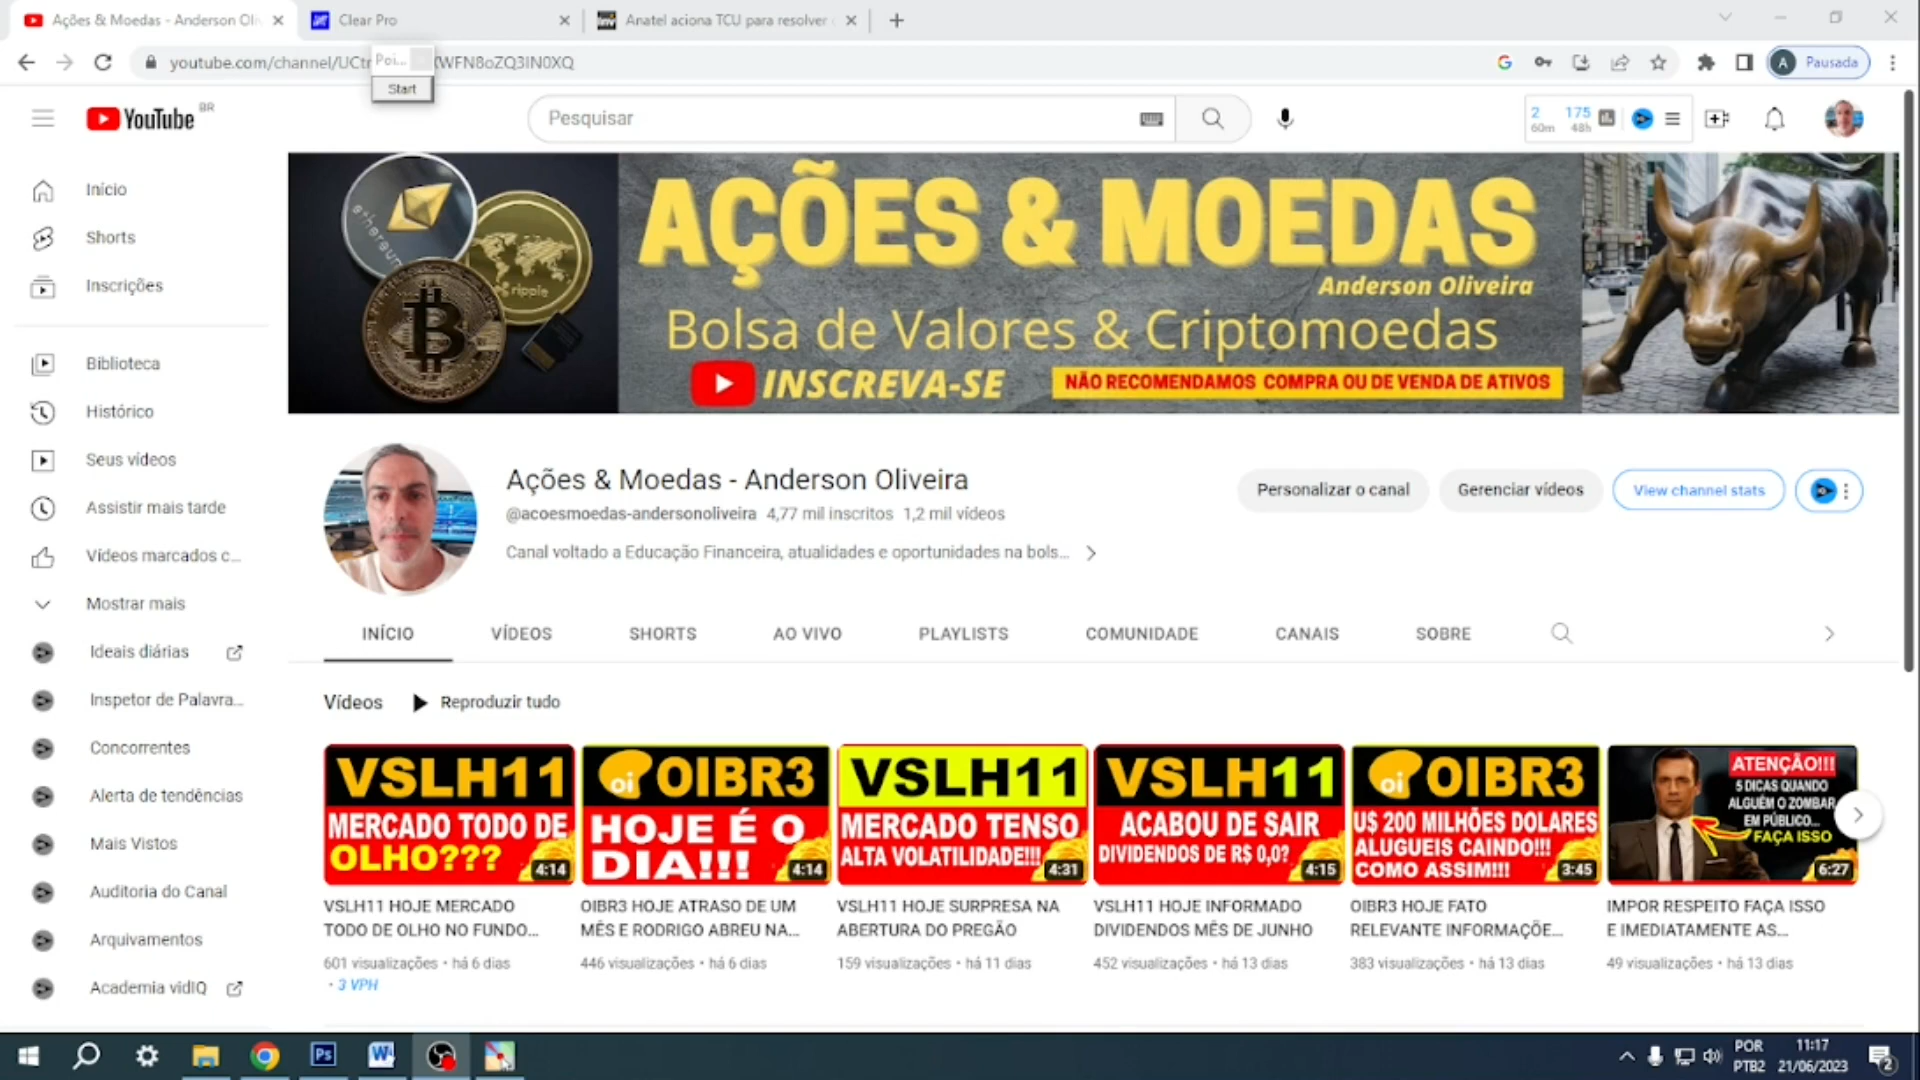 Ações & Moedas - Anderson Oli
Clear Pro
Anatel aciona TCU para resolver
youtube.com/channel/UCtr
WFN8oZQ3IN0XQ
Poi...
Start
Pausada
YouTube BR
Pesquisar
2 60m
175 48h
Início
Shorts
Inscrições
Biblioteca
Histórico
Seus vídeos
Assistir mais tarde
Vídeos marcados c...
Mostrar mais
Ideais diárias
Inspetor de Palavra...
Concorrentes
Alerta de tendências
Mais Vistos
Auditoria do Canal
Arquivamentos
Academia vidIQ
ethereum
ripple
AÇÕES & MOEDAS
Anderson Oliveira
Bolsa de Valores & Criptomoedas
INSCREVA-SE
NÃO RECOMENDAMOS COMPRA OU DE VENDA DE ATIVOS
Ações & Moedas - Anderson Oliveira
@acoesmoedas-andersonoliveira 4,77 mil inscritos 1,2 mil vídeos
Canal voltado a Educação Financeira, atualidades e oportunidades na bols...
Personalizar o canal
Gerenciar vídeos
View channel stats
INÍCIO VÍDEOS SHORTS AO VIVO PLAYLISTS COMUNIDADE CANAIS SOBRE
Vídeos
Reproduzir tudo
VSLH11
MERCADO TODO DE
OLHO???
4:14
VSLH11 HOJE MERCADO
TODO DE OLHO NO FUNDO...
601 visualizações • há 6 dias
• 3 VPH
oi OIBR3
HOJE É O
DIA!!!
4:14
OIBR3 HOJE ATRASO DE UM
MÊS E RODRIGO ABREU NA...
446 visualizações • há 6 dias
VSLH11
MERCADO TENSO
ALTA VOLATILIDADE!!!
4:31
VSLH11 HOJE SURPRESA NA
ABERTURA DO PREGÃO
159 visualizações • há 11 dias
VSLH11
ACABOU DE SAIR
DIVIDENDOS DE R$ 0,0?
4:15
VSLH11 HOJE INFORMADO
DIVIDENDOS MÊS DE JUNHO
452 visualizações • há 13 dias
oi OIBR3
U$ 200 MILHÕES DOLARES
ALUGUEIS CAINDO!!!
COMO ASSIM!!!
3:45
OIBR3 HOJE FATO
RELEVANTE INFORMAÇÕE...
383 visualizações • há 13 dias
ATENÇÃO!!!
5 DICAS QUANDO
ALGUÉM O ZOMBAR
EM PÚBLICO...
FAÇA ISSO
6:27
IMPOR RESPEITO FAÇA ISSO
E IMEDIATAMENTE AS...
49 visualizações • há 13 dias
Ps
W
POR
PTB2
11:17
21/06/2023
2